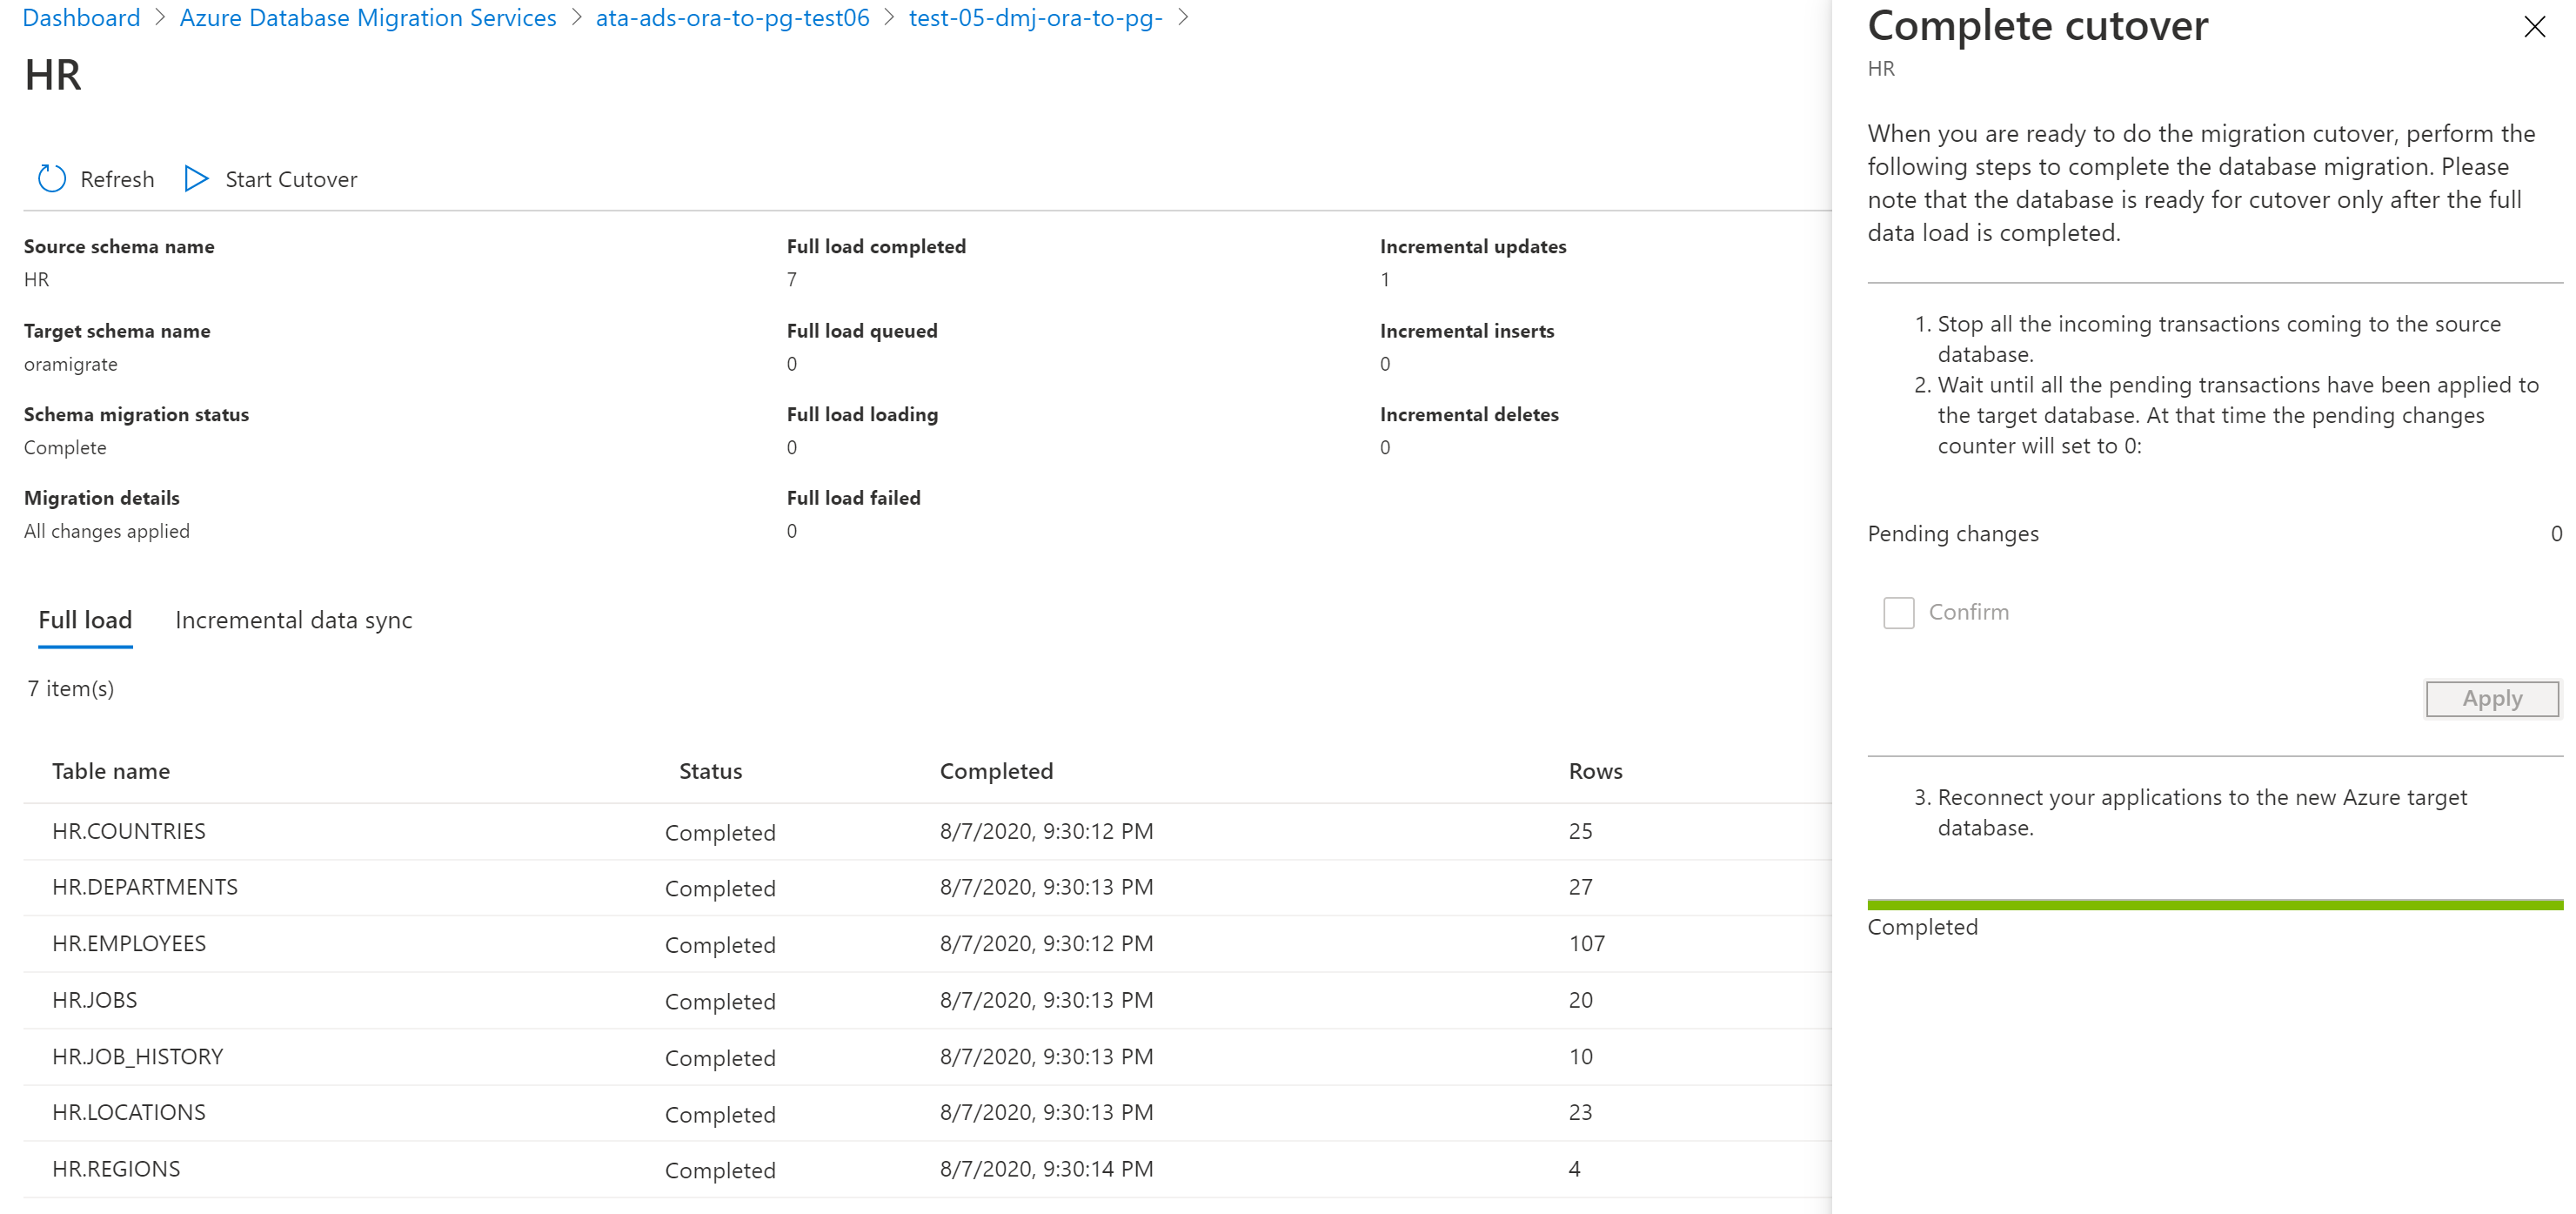 Dashboard > Azure Database Migration Services > ata-ads-ora-to-pg-test06 > test-05-dmj-ora-to-pg- >
HR
Refresh Start Cutover
Source schema name
HR
Target schema name
oramigrate
Schema migration status
Complete
Migration details
All changes applied
Full load completed
7
Full load queued
0
Full load loading
0
Full load failed
0
Incremental updates
1
Incremental inserts
0
Incremental deletes
0
Full load Incremental data sync
7 item(s)
Table name Status Completed Rows
HR.COUNTRIES Completed 8/7/2020, 9:30:12 PM 25
HR.DEPARTMENTS Completed 8/7/2020, 9:30:13 PM 27
HR.EMPLOYEES Completed 8/7/2020, 9:30:12 PM 107
HR.JOBS Completed 8/7/2020, 9:30:13 PM 20
HR.JOB_HISTORY Completed 8/7/2020, 9:30:13 PM 10
HR.LOCATIONS Completed 8/7/2020, 9:30:13 PM 23
HR.REGIONS Completed 8/7/2020, 9:30:14 PM 4
Complete cutover
HR
When you are ready to do the migration cutover, perform the
following steps to complete the database migration. Please
note that the database is ready for cutover only after the full
data load is completed.
1. Stop all the incoming transactions coming to the source
database.
2. Wait until all the pending transactions have been applied to
the target database. At that time the pending changes
counter will set to 0:
Pending changes 0
Confirm
Apply
3. Reconnect your applications to the new Azure target
database.
Completed